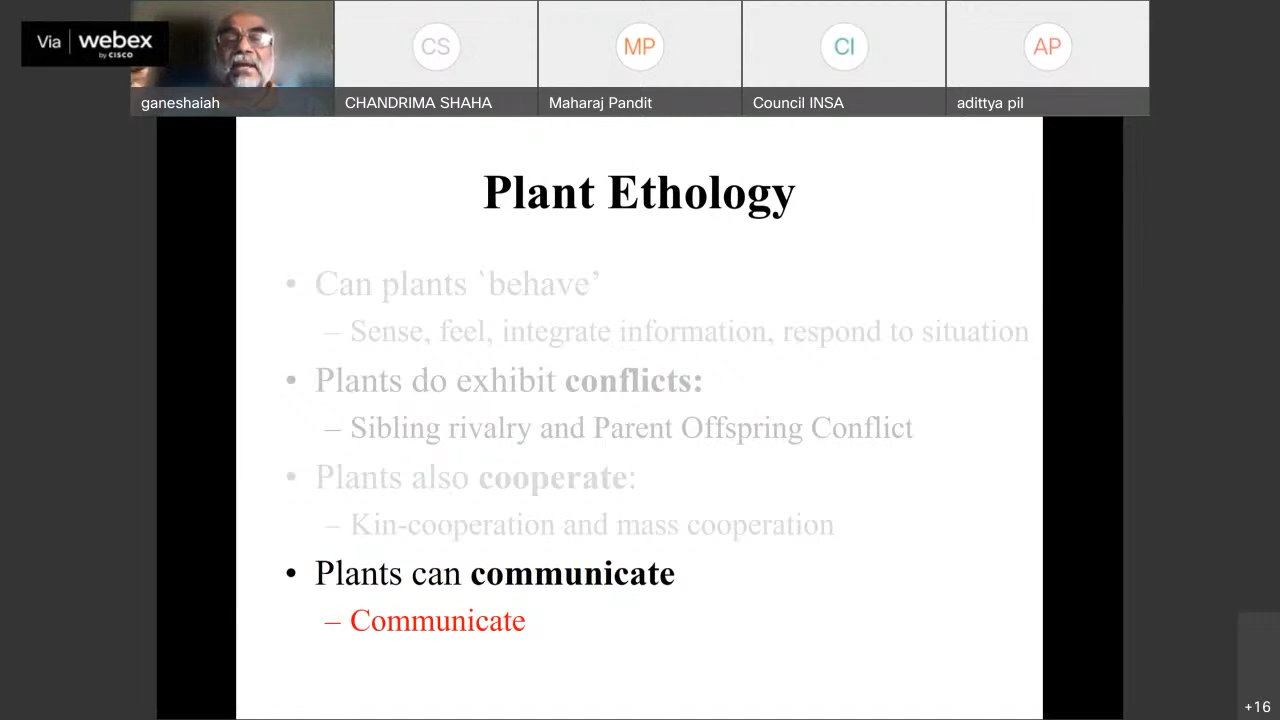 Via webex
by CISCO
CS
MP
CI
AP
ganeshaiah
CHANDRIMA SHAHA
Maharaj Pandit
Council INSA
adittya pil
Plant Ethology
• Can plants `behave’
– Sense, feel, integrate information, respond to situation
• Plants do exhibit conflicts:
– Sibling rivalry and Parent Offspring Conflict
• Plants also cooperate:
– Kin-cooperation and mass cooperation
• Plants can communicate
– Communicate
+16